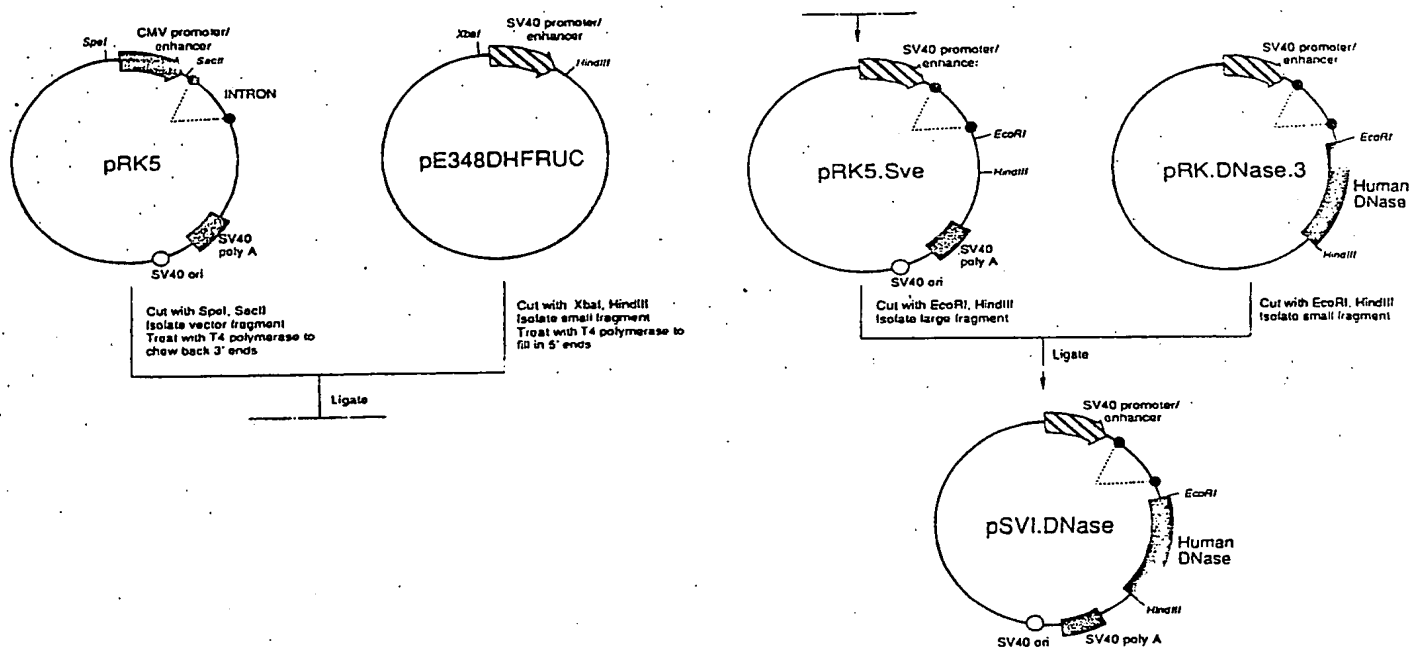 CMV promoter/
enhancer
SpeI
SacII
INTRON
pRK5
SV40
poly A
SV40 ori
Cut with SpeI, SacII
Isolate vector fragment
Treat with T4 polymerase to
chew back 3' ends
SV40 promoter/
enhancer
XbaI
HindIII
pE348DHFRUC
Cut with XbaI, HindIII
Isolate small fragment
Treat with T4 polymerase to
fill in 5' ends
Ligate
SV40 promoter/
enhancer
EcoRI
HindIII
pRK5.Sve
SV40
poly A
SV40 ori
Cut with EcoRI, HindIII
Isolate large fragment
SV40 promoter/
enhancer
EcoRI
pRK.DNase.3
Human
DNase
HindIII
Cut with EcoRI, HindIII
Isolate small fragment
Ligate
SV40 promoter/
enhancer
EcoRI
pSVI.DNase
Human
DNase
HindIII
SV40 ori
SV40 poly A